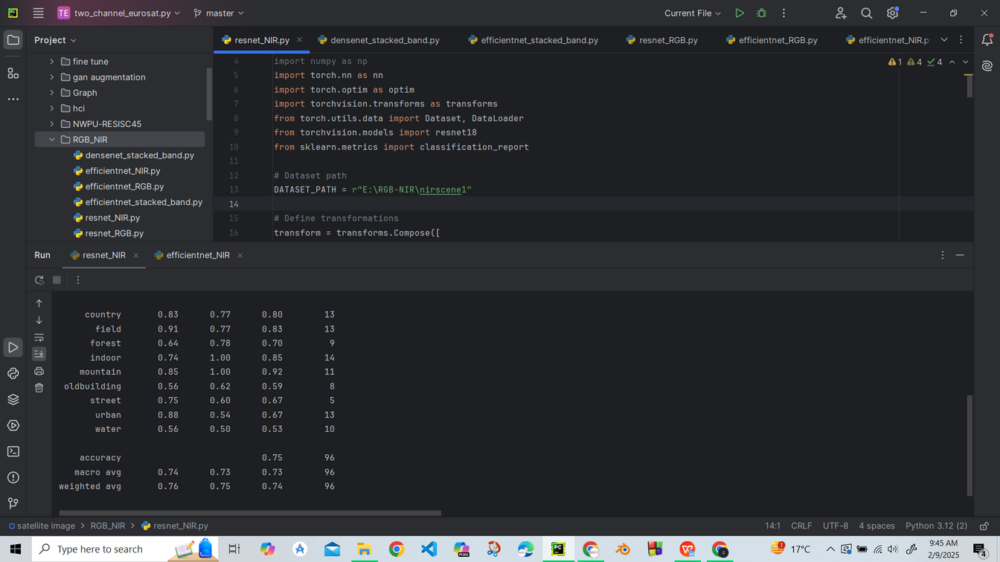 TE two_channel_eurosat.py master Current File
Project
resnet_NIR.py densenet_stacked_band.py efficientnet_stacked_band.py resnet_RGB.py efficientnet_RGB.py efficientnet_NIR.p
fine tune
gan augmentation
Graph
hci
NWPU-RESISC45
RGB_NIR
densenet_stacked_band.py
efficientnet_NIR.py
efficientnet_RGB.py
efficientnet_stacked_band.py
resnet_NIR.py
resnet_RGB.py
1 4 4
4 import numpy as np
5 import torch.nn as nn
6 import torch.optim as optim
7 import torchvision.transforms as transforms
8 from torch.utils.data import Dataset, DataLoader
9 from torchvision.models import resnet18
10 from sklearn.metrics import classification_report
11
12 # Dataset path
13 DATASET_PATH = r"E:\RGB-NIR\nirscene1"
14
15 # Define transformations
16 transform = transforms.Compose([
Run resnet_NIR efficientnet_NIR
country 0.83 0.77 0.80 13
field 0.91 0.77 0.83 13
forest 0.64 0.78 0.70 9
indoor 0.74 1.00 0.85 14
mountain 0.85 1.00 0.92 11
oldbuilding 0.56 0.62 0.59 8
street 0.75 0.60 0.67 5
urban 0.88 0.54 0.67 13
water 0.56 0.50 0.53 10
accuracy 0.75 96
macro avg 0.74 0.73 0.73 96
weighted avg 0.76 0.75 0.74 96
satellite image > RGB_NIR > resnet_NIR.py 14:1 CRLF UTF-8 4 spaces Python 3.12 (2)
Type here to search
17°C
9:45 AM
2/9/2025